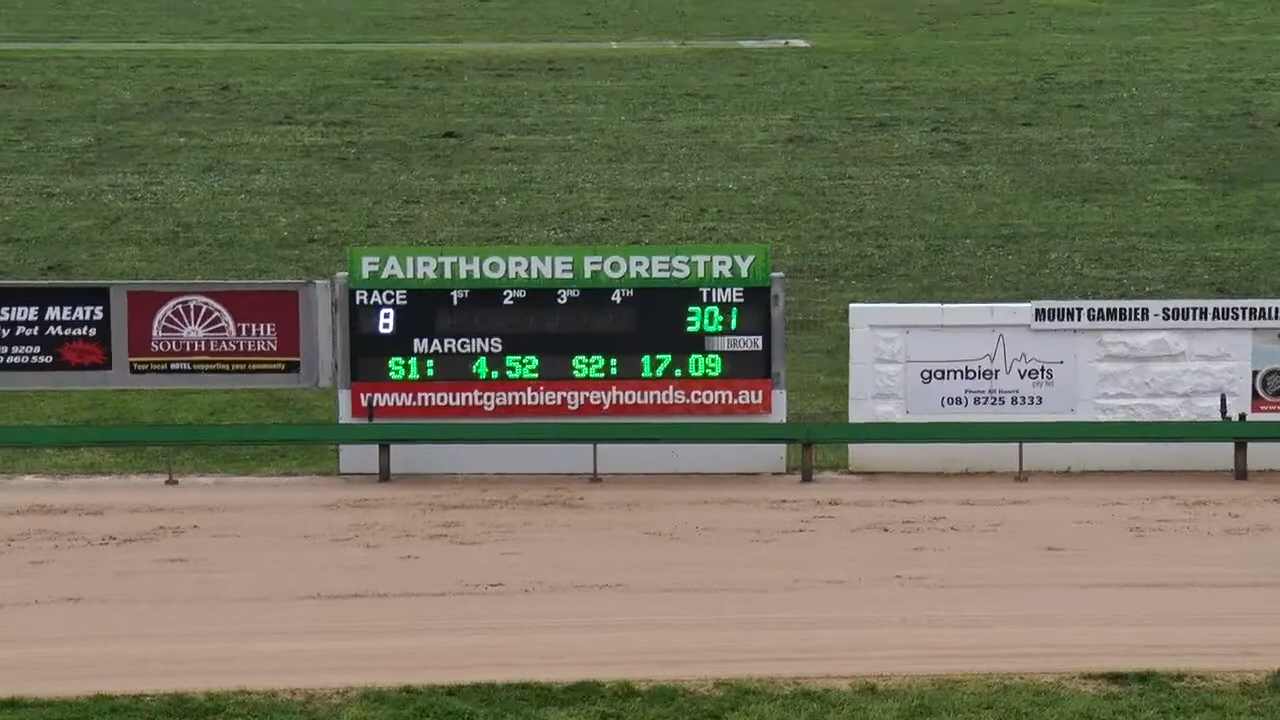 SIDE MEATS
y Pet Meats
9 9208
860 550
THE
SOUTH EASTERN
Your local HOTEL supporting your community
FAIRTHORNE FORESTRY
RACE 1ST 2ND 3RD 4TH TIME
8 30:1
MARGINS BROOK
S1: 4.52 S2: 17.09
www.mountgambiergreyhounds.com.au
MOUNT GAMBIER - SOUTH AUSTRALI
gambier vets
pty ltd
Phone All Hours
(08) 8725 8333